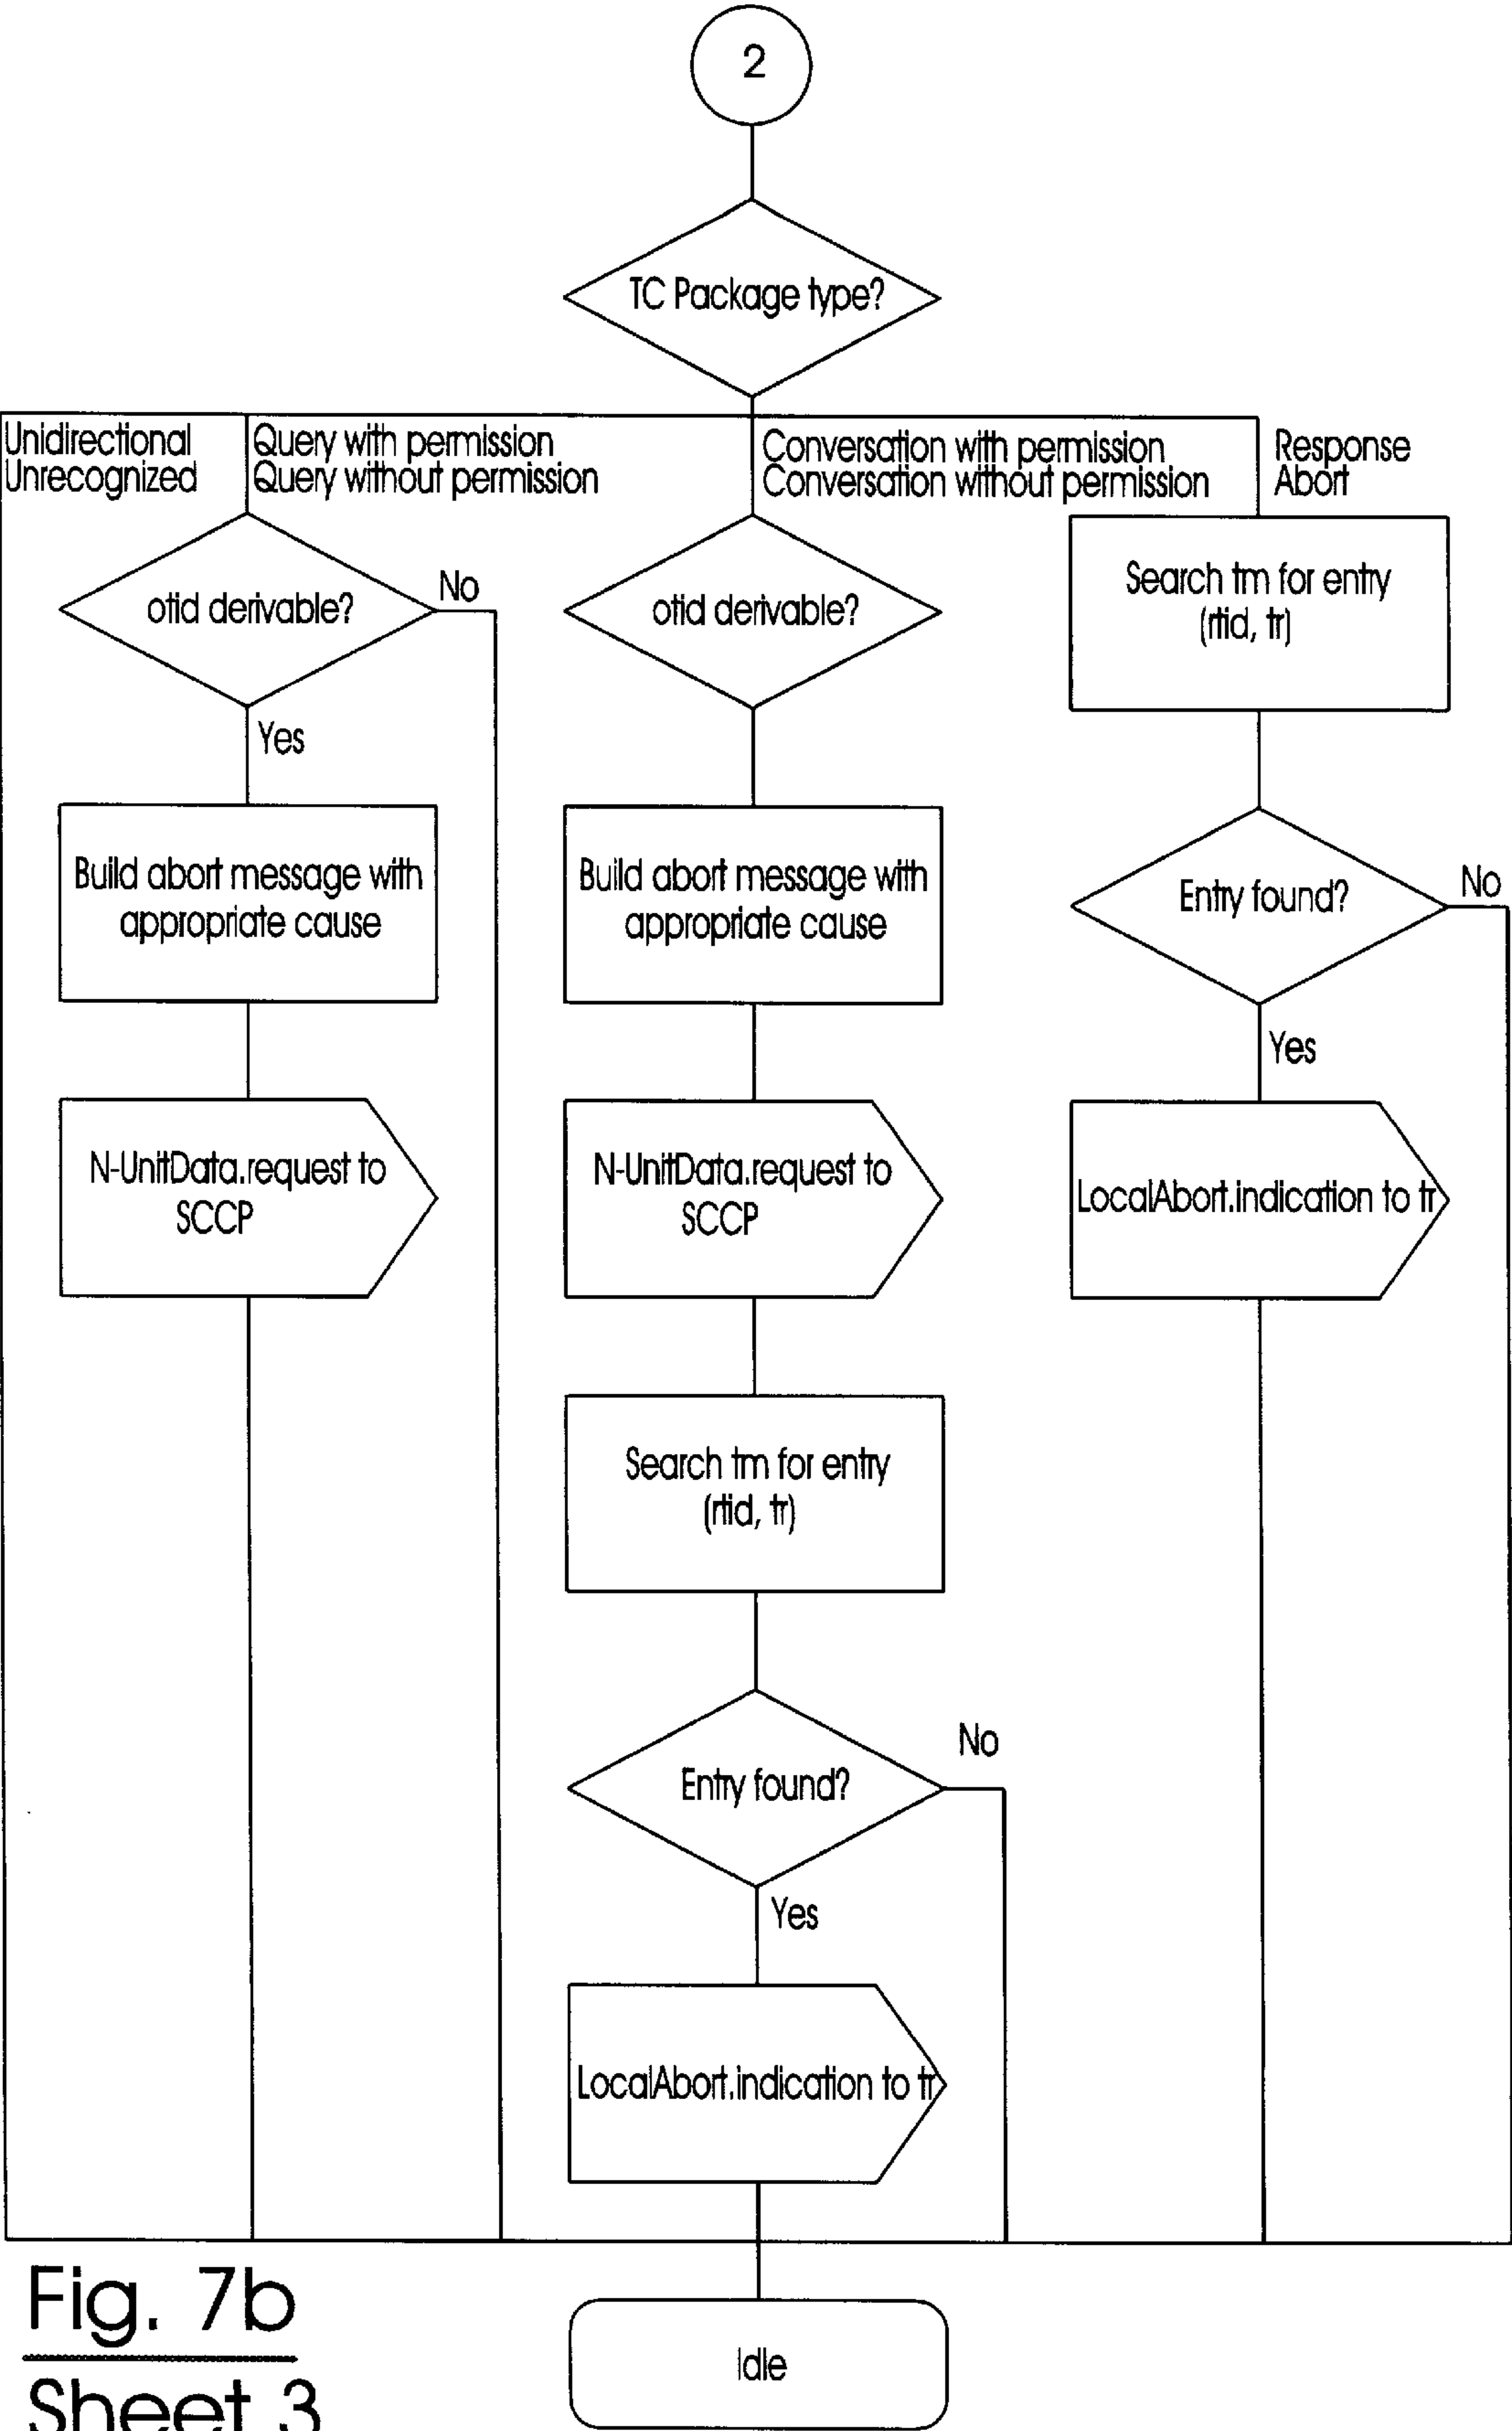 2
TC Package type?
Unidirectional
Unrecognized
Query with permission
Query without permission
Conversation with permission
Conversation without permission
Response
Abort
otid derivable?
No
Yes
Build abort message with
appropriate cause
N-UnitData.request to
SCCP
otid derivable?
Build abort message with
appropriate cause
N-UnitData.request to
SCCP
Search tm for entry
(rtid, tr)
Entry found?
No
Yes
LocalAbort.indication to tr
Search tm for entry
(rtid, tr)
Entry found?
No
Yes
LocalAbort.indication to tr
Idle
Fig. 7b
Sheet 3